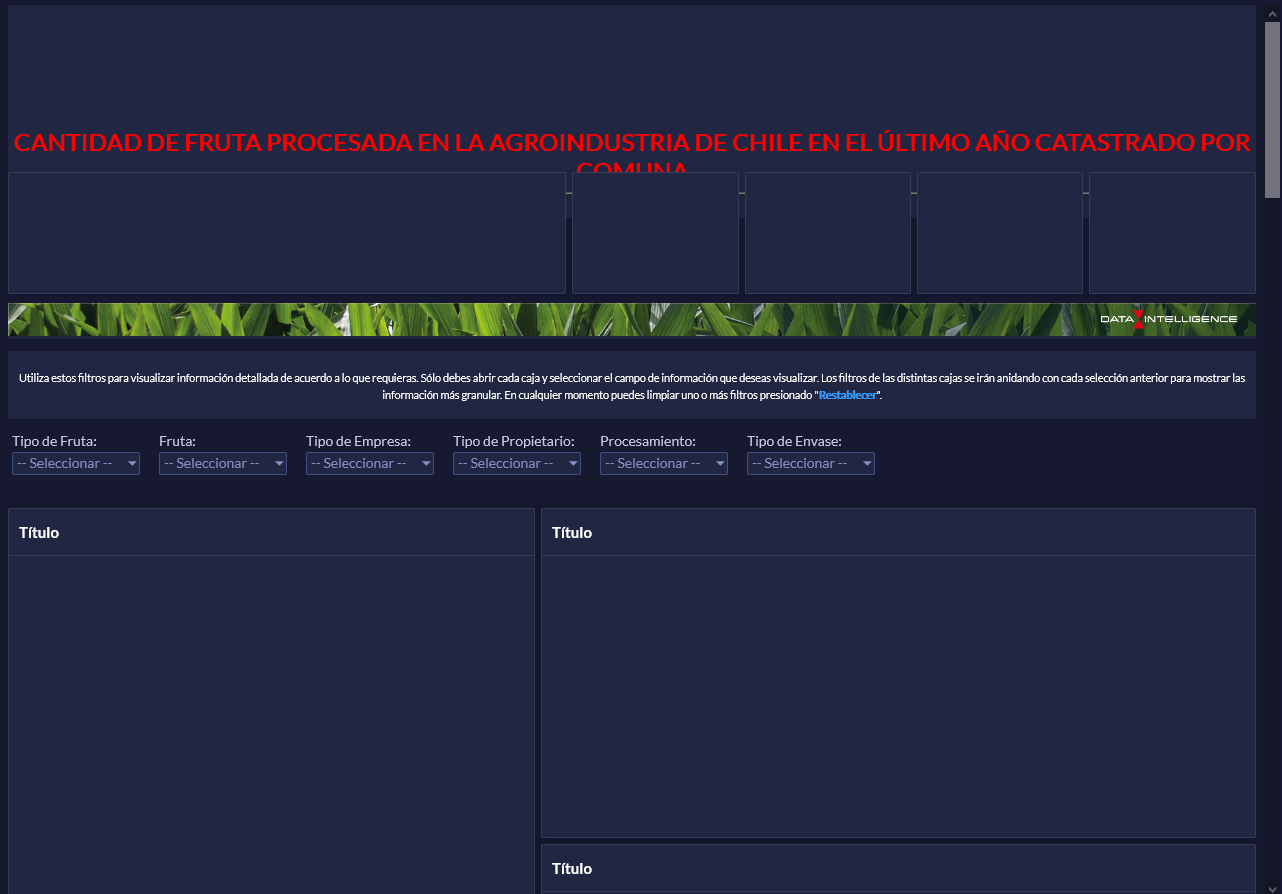 CANTIDAD DE FRUTA PROCESADA EN LA AGROINDUSTRIA DE CHILE EN EL ÚLTIMO AÑO CATASTRADO POR
COMUNA
DATA INTELLIGENCE
Utiliza estos filtros para visualizar información detallada de acuerdo a lo que requieras. Sólo debes abrir cada caja y seleccionar el campo de información que deseas visualizar. Los filtros de las distintas cajas se irán anidando con cada selección anterior para mostrar las
información más granular. En cualquier momento puedes limpiar uno o más filtros presionado "Restablecer".
Tipo de Fruta: Fruta: Tipo de Empresa: Tipo de Propietario: Procesamiento: Tipo de Envase:
-- Seleccionar -- -- Seleccionar -- -- Seleccionar -- -- Seleccionar -- -- Seleccionar -- -- Seleccionar --
Título Título
Título